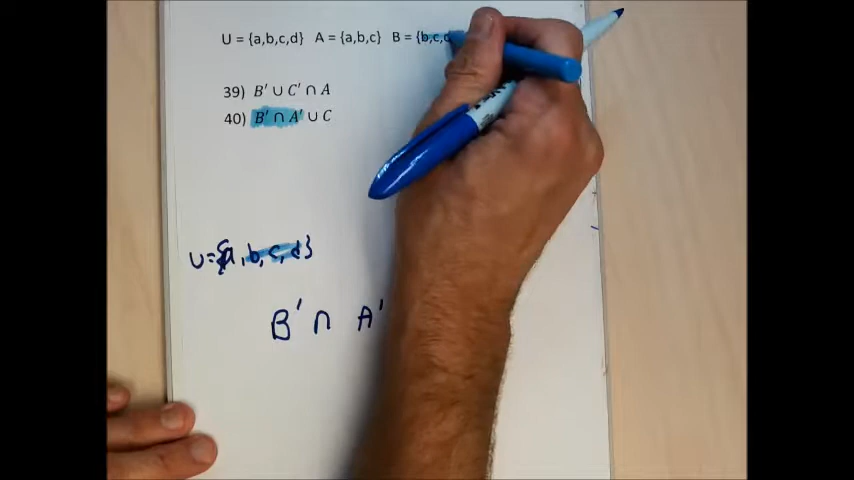 U = {a,b,c,d} A = {a,b,c} B = {b,c,d
39) B′ ∪ C′ ∩ A
40) B′ ∩ A′ ∪ C
U={a,b,c,d}
B′ ∩ A′